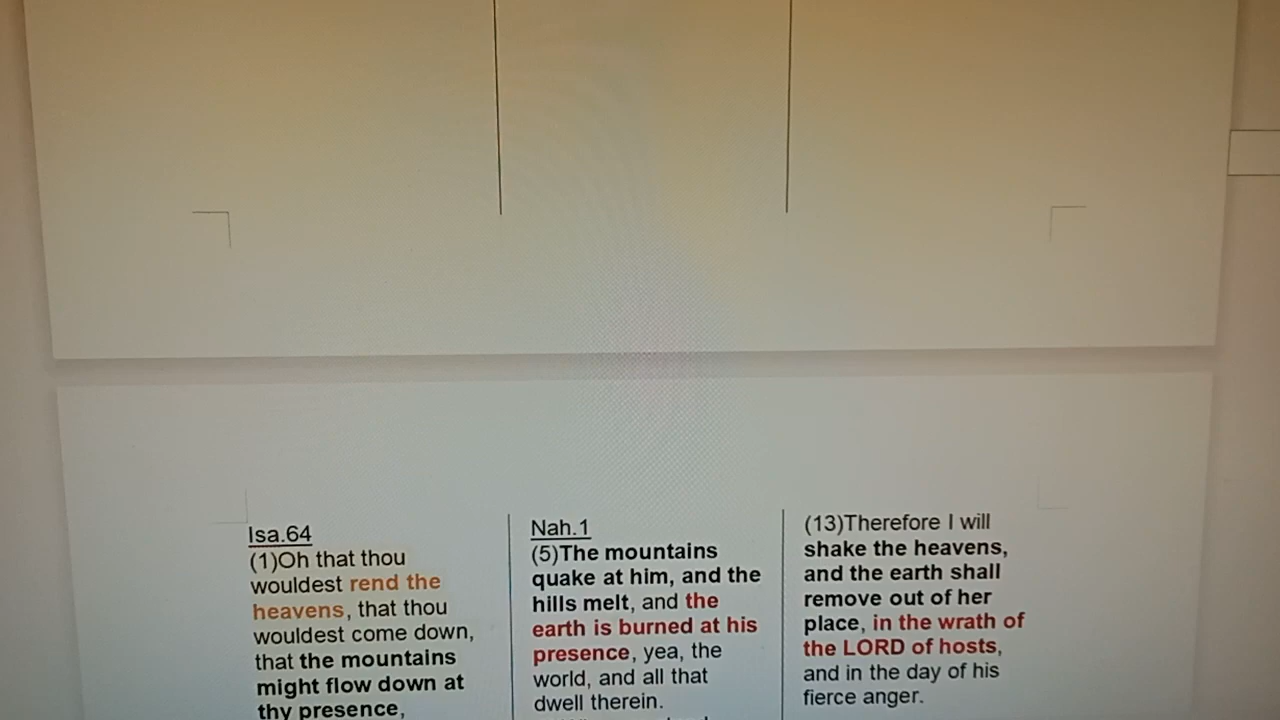 Isa.64
(1)Oh that thou
wouldest rend the
heavens, that thou
wouldest come down,
that the mountains
might flow down at
thy presence,
Nah.1
(5)The mountains
quake at him, and the
hills melt, and the
earth is burned at his
presence, yea, the
world, and all that
dwell therein.
(13)Therefore I will
shake the heavens,
and the earth shall
remove out of her
place, in the wrath of
the LORD of hosts,
and in the day of his
fierce anger.